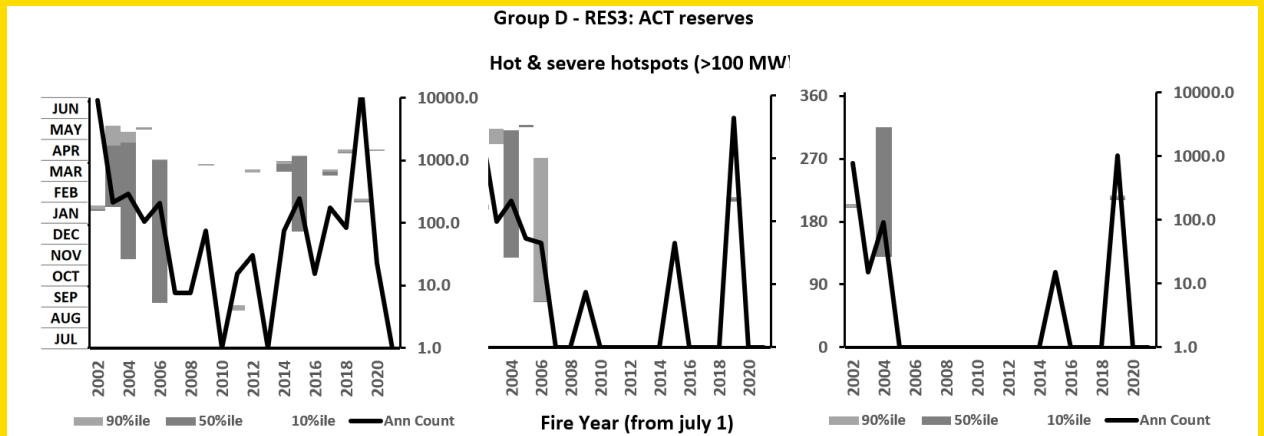 Group D - RES3: ACT reserves
Hot & severe hotspots (>100 MW)
JUN
MAY
APR
MAR
FEB
JAN
DEC
NOV
OCT
SEP
AUG
JUL
10000.0
1000.0
100.0
10.0
1.0
2002
2004
2006
2008
2010
2012
2014
2016
2018
2020
90%ile 50%ile 10%ile Ann Count
2004
2006
2008
2010
2012
2014
2016
2018
2020
Fire Year (from july 1)
360
270
180
90
0
10000.0
1000.0
100.0
10.0
1.0
2002
2004
2006
2008
2010
2012
2014
2016
2018
2020
90%ile 50%ile 10%ile Ann Count